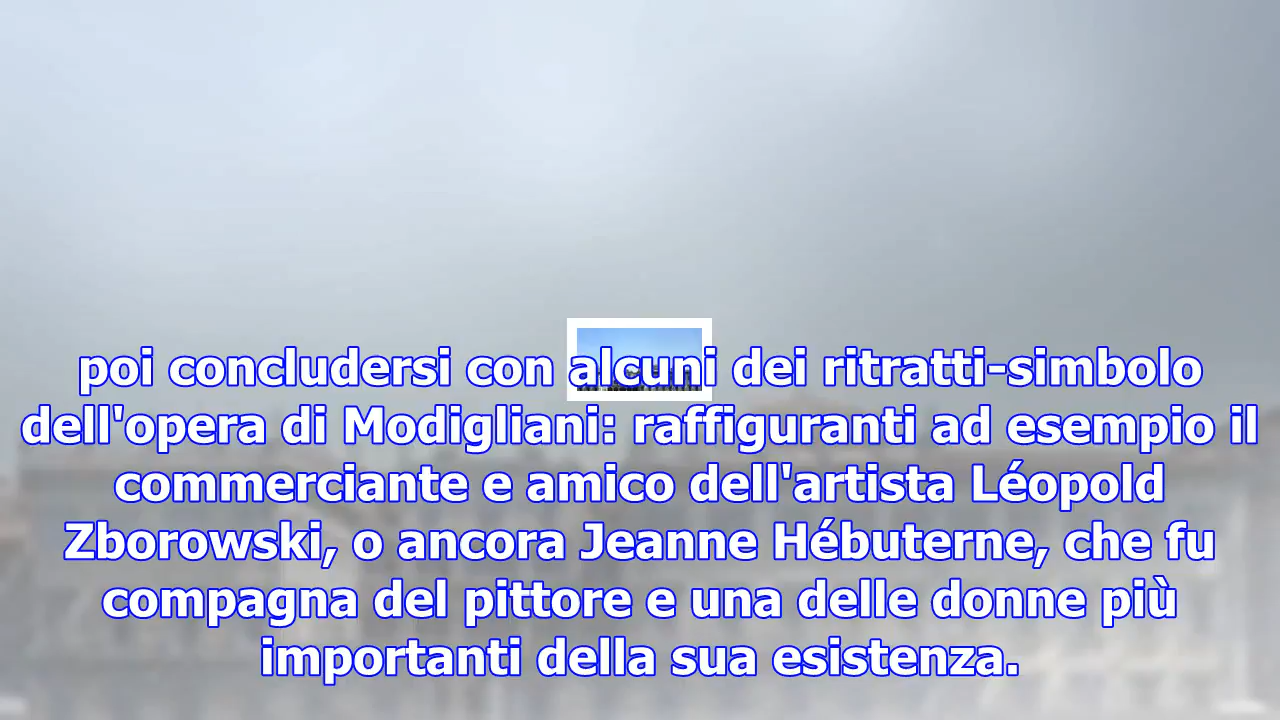 poi concludersi con alcuni dei ritratti-simbolo
dell'opera di Modigliani: raffiguranti ad esempio il
commerciante e amico dell'artista Léopold
Zborowski, o ancora Jeanne Hébuterne, che fu
compagna del pittore e una delle donne più
importanti della sua esistenza.